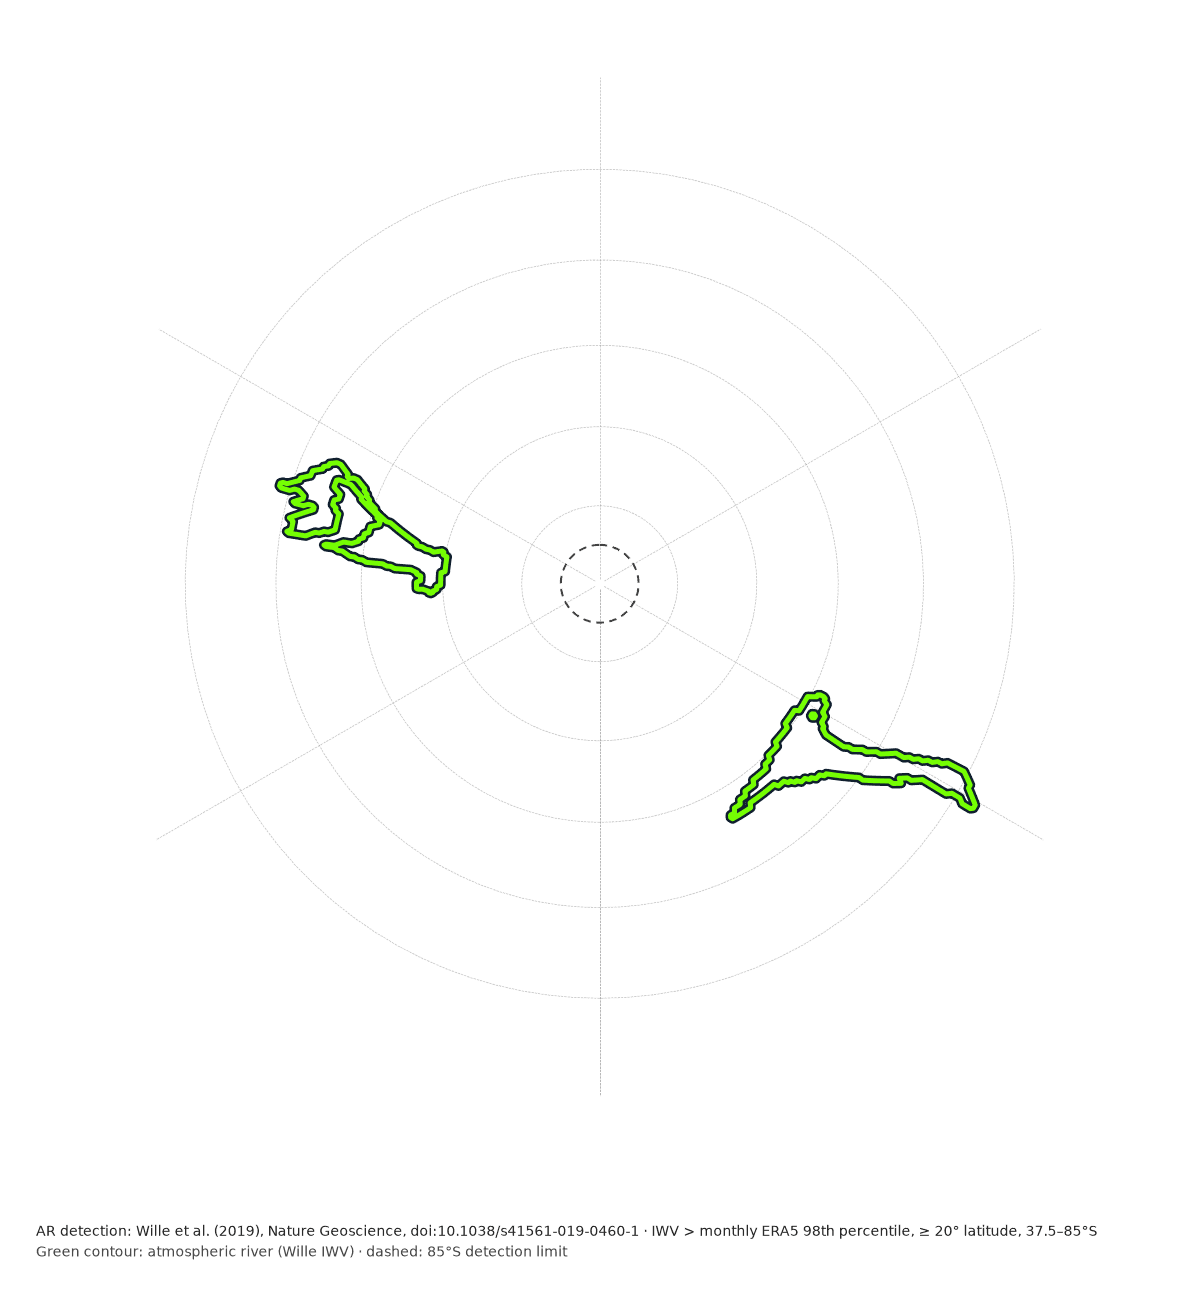 AR detection: Wille et al. (2019), Nature Geoscience, doi:10.1038/s41561-019-0460-1 · IWV > monthly ERA5 98th percentile, ≥ 20° latitude, 37.5–85°S
Green contour: atmospheric river (Wille IWV) · dashed: 85°S detection limit